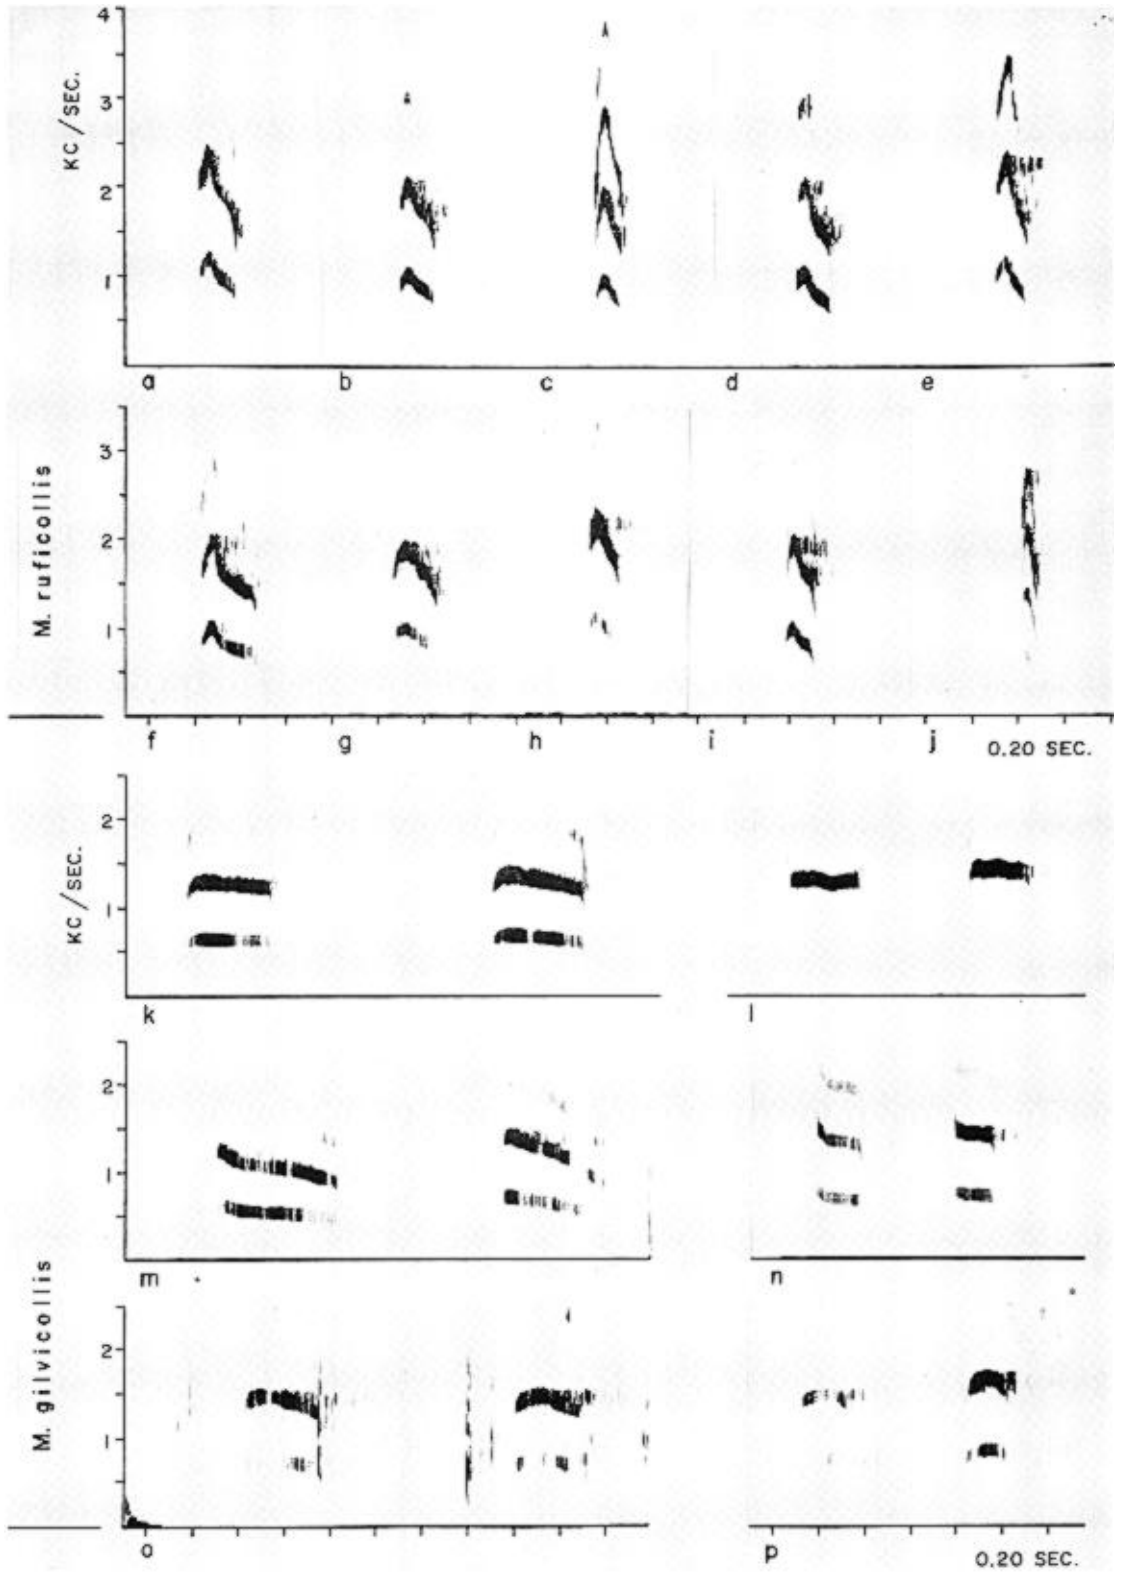 4
3
2
1
KC/SEC.
a b c d e
3
2
1
M. ruficollis
f g h i j 0.20 SEC.
2
1
KC/SEC.
k l
2
1
m n
2
1
M. gilvicollis
o p 0.20 SEC.